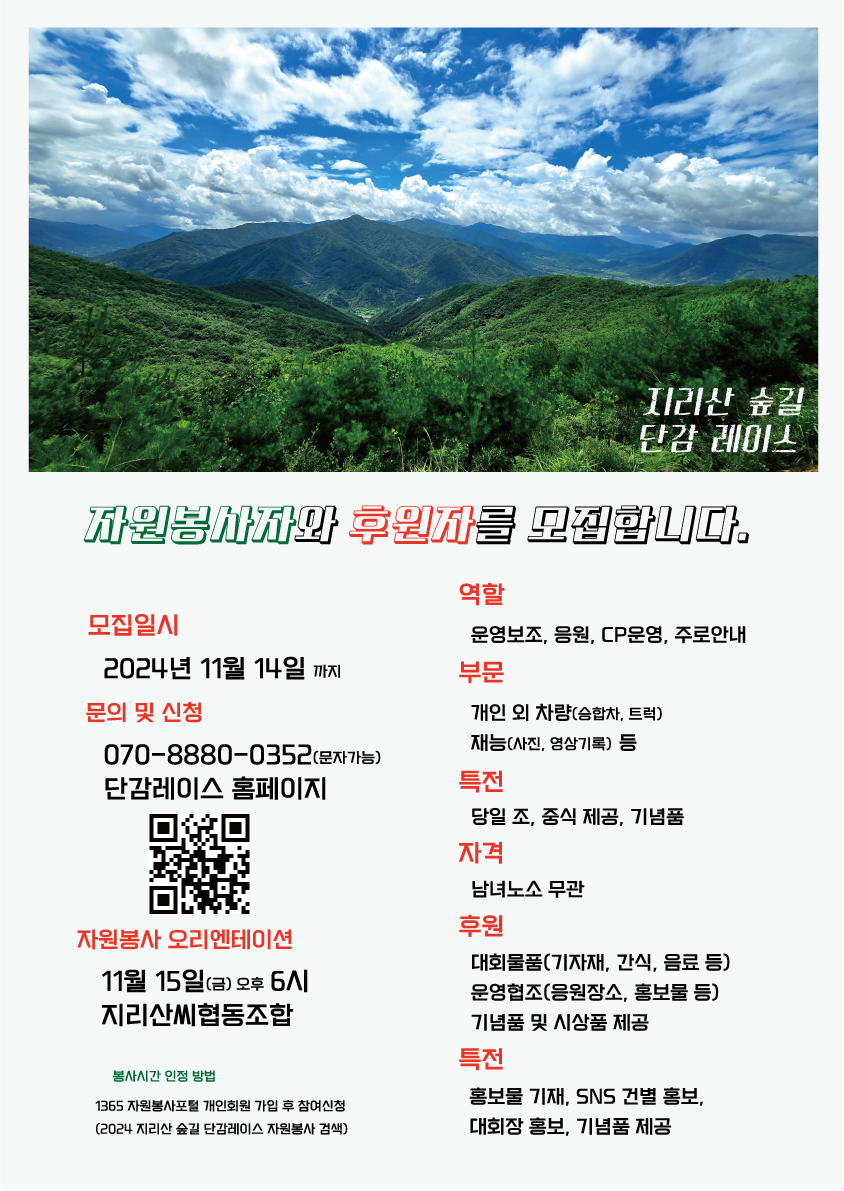 지리산 숲길
단감 레이스
자원봉사자와 후원자를 모집합니다.
모집일시
2024년 11월 14일 까지
문의 및 신청
070-8880-0352(문자가능)
단감레이스 홈페이지
자원봉사 오리엔테이션
11월 15일(금) 오후 6시
지리산씨협동조합
봉사시간 인정 방법
1365 자원봉사포털 개인회원 가입 후 참여신청
(2024 지리산 숲길 단감레이스 자원봉사 검색)
역할
운영보조, 응원, CP운영, 주로안내
부문
개인 외 차량(승합차, 트럭)
재능(사진, 영상기록) 등
특전
당일 조, 중식 제공, 기념품
자격
남녀노소 무관
후원
대회물품(기자재, 간식, 음료 등)
운영협조(응원장소, 홍보물 등)
기념품 및 시상품 제공
특전
홍보물 기재, SNS 건별 홍보,
대회장 홍보, 기념품 제공